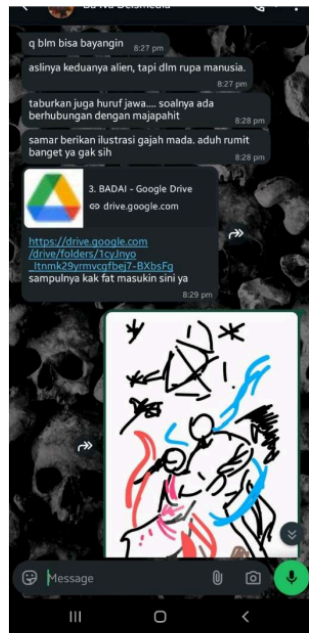 q blm bisa bayangin
8:27 pm
aslinya keduanya alien, tapi dlm rupa manusia.
8:27 pm
taburkan juga huruf jawa.... soalnya ada
berhubungan dengan majapahit
8:28 pm
samar berikan ilustrasi gajah mada. aduh rumit
banget ya gak sih
8:28 pm
3. BADAI - Google Drive
drive.google.com
https://drive.google.com
/drive/folders/1cyJnyo
_Itnmk29yrmvcgfbej7-BXbsFg
sampulnya kak fat masukin sini ya
8:29 pm
Message